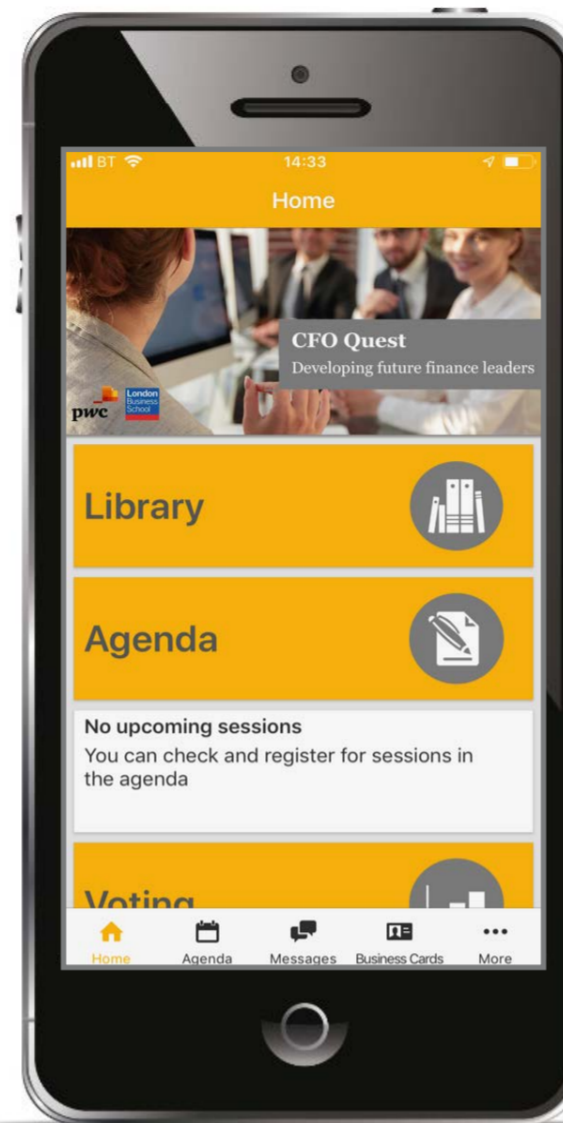 BT 14:33
Home
CFO Quest
Developing future finance leaders
pwc
London
Business
School
Library
Agenda
No upcoming sessions
You can check and register for sessions in
the agenda
Voting
Home Agenda Messages Business Cards More